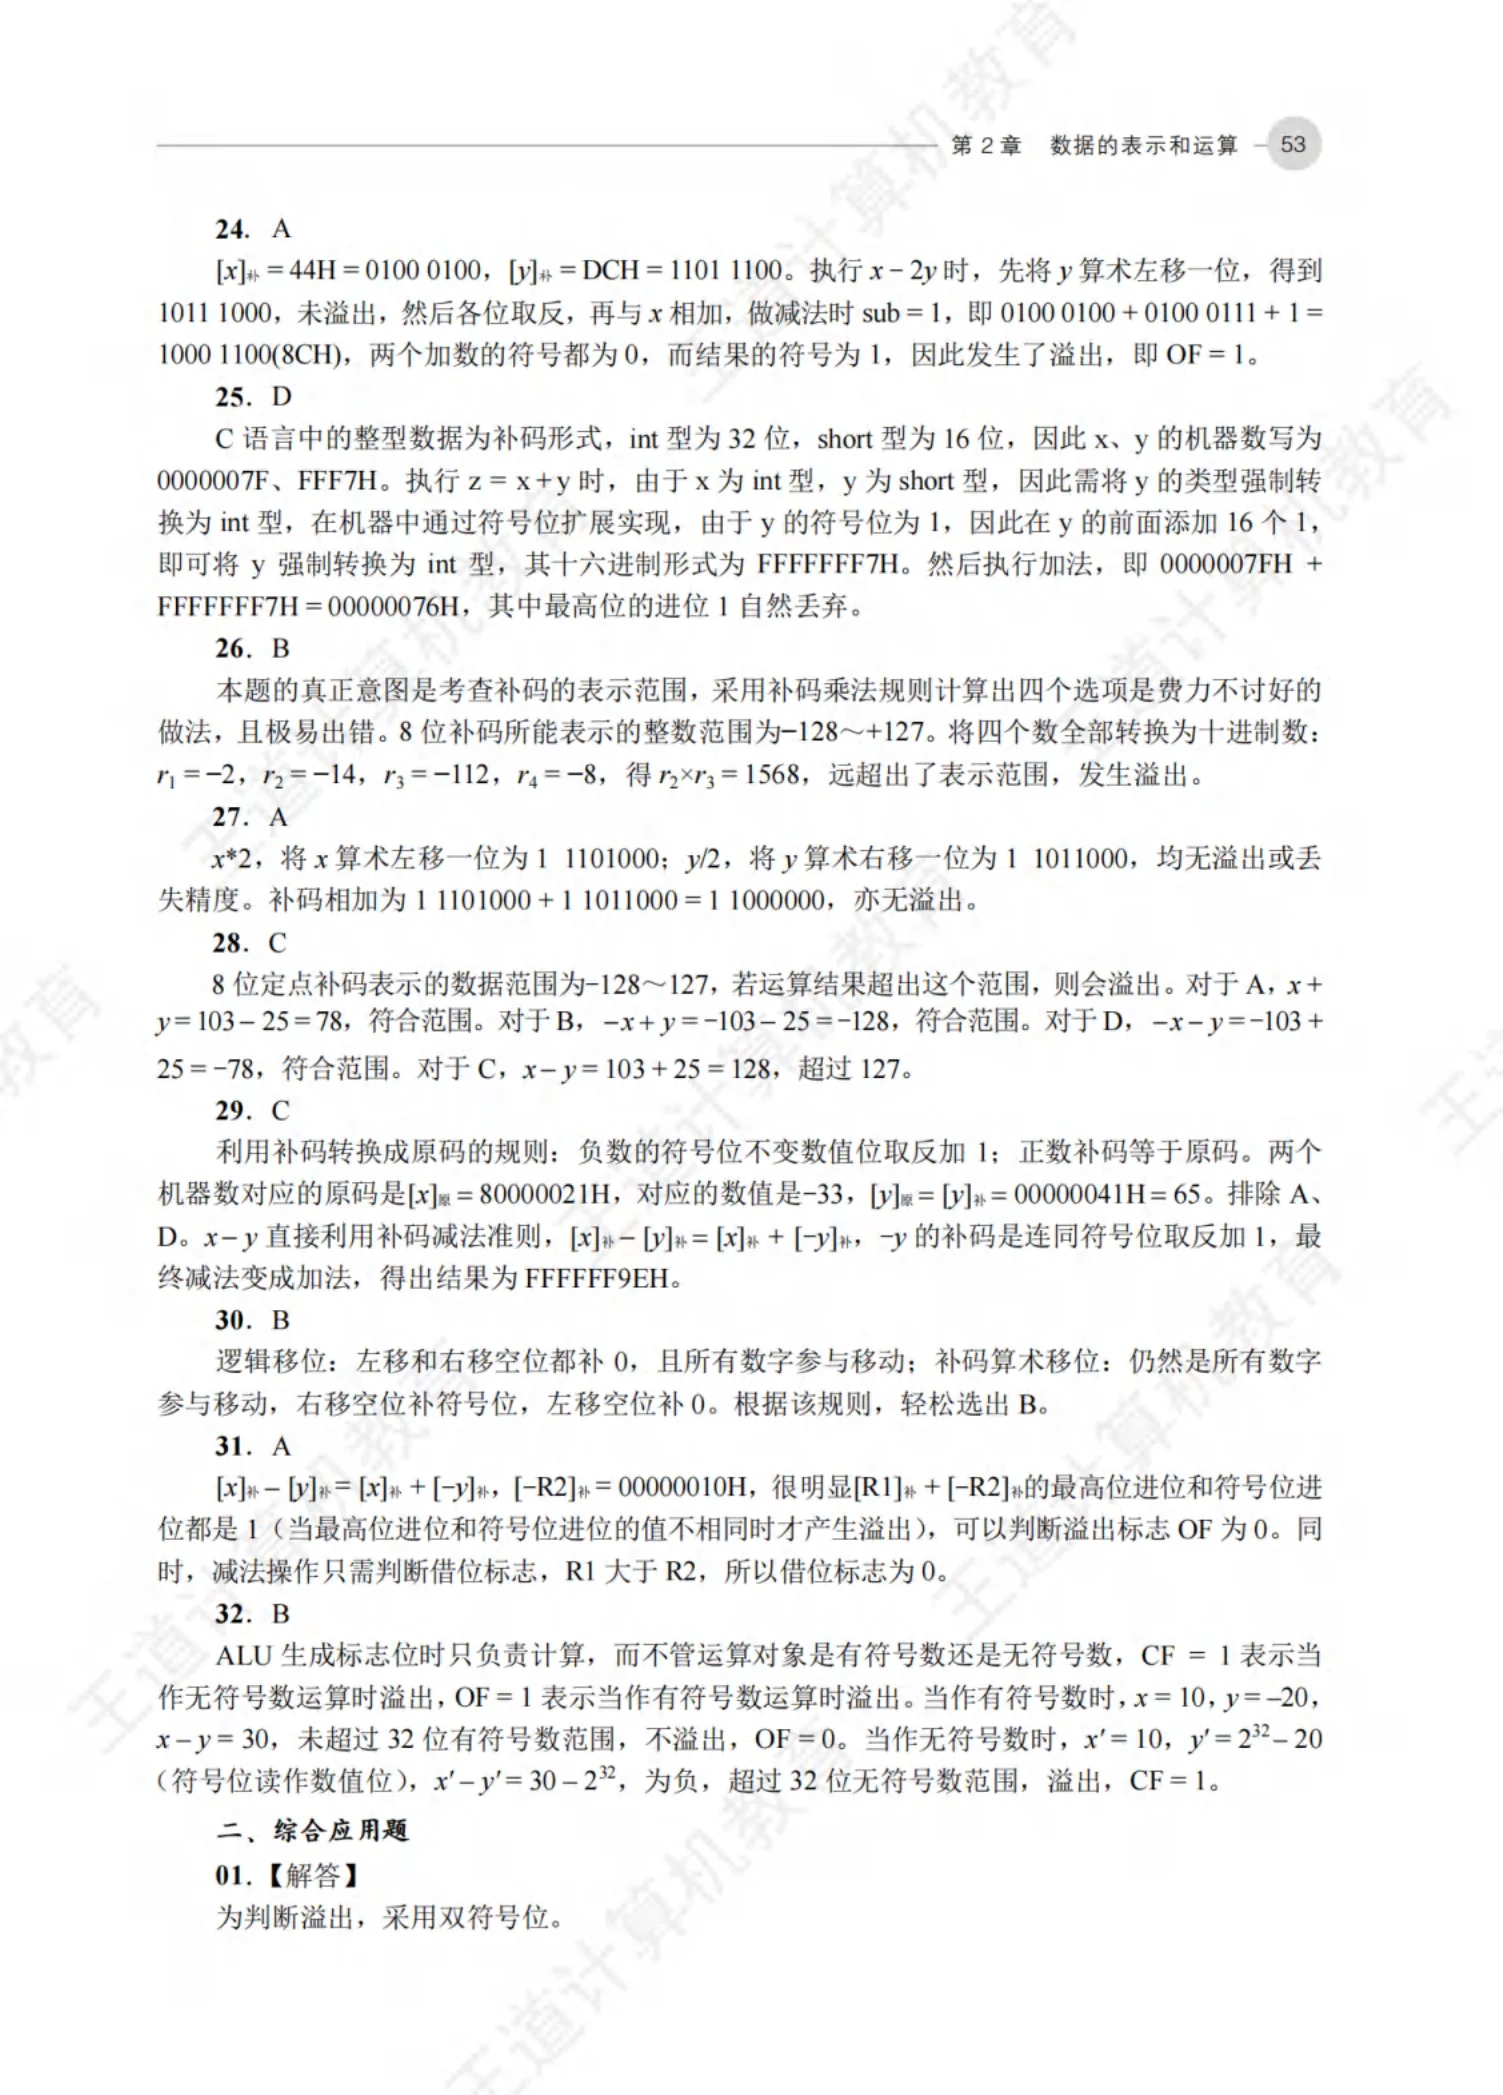 第 2 章　数据的表示和运算　53
24.　A
[x]补 = 44H = 0100 0100，[y]补 = DCH = 1101 1100。执行 x − 2y 时，先将 y 算术左移一位，得到
1011 1000，未溢出，然后各位取反，再与 x 相加，做减法时 sub = 1，即 0100 0100 + 0100 0111 + 1 =
1000 1100(8CH)，两个加数的符号都为 0，而结果的符号为 1，因此发生了溢出，即 OF = 1。
25.　D
C 语言中的整型数据为补码形式，int 型为 32 位，short 型为 16 位，因此 x、y 的机器数写为
0000007F、FFF7H。执行 z = x+y 时，由于 x 为 int 型，y 为 short 型，因此需将 y 的类型强制转
换为 int 型，在机器中通过符号位扩展实现，由于 y 的符号位为 1，因此在 y 的前面添加 16 个 1，
即可将 y 强制转换为 int 型，其十六进制形式为 FFFFFFF7H。然后执行加法，即 0000007FH +
FFFFFFF7H = 00000076H，其中最高位的进位 1 自然丢弃。
26.　B
本题的真正意图是考查补码的表示范围，采用补码乘法规则计算出四个选项是费力不讨好的
做法，且极易出错。8 位补码所能表示的整数范围为−128～+127。将四个数全部转换为十进制数：
r₁ = −2，r₂ = −14，r₃ = −112，r₄ = −8，得 r₂×r₃ = 1568，远超出了表示范围，发生溢出。
27.　A
x*2，将 x 算术左移一位为 1 1101000；y/2，将 y 算术右移一位为 1 1011000，均无溢出或丢
失精度。补码相加为 1 1101000 + 1 1011000 = 1 1000000，亦无溢出。
28.　C
8 位定点补码表示的数据范围为−128～127，若运算结果超出这个范围，则会溢出。对于 A，x +
y = 103 − 25 = 78，符合范围。对于 B，−x + y = −103 − 25 = −128，符合范围。对于 D，−x − y = −103 +
25 = −78，符合范围。对于 C，x − y = 103 + 25 = 128，超过 127。
29.　C
利用补码转换成原码的规则：负数的符号位不变数值位取反加 1；正数补码等于原码。两个
机器数对应的原码是[x]原 = 80000021H，对应的数值是−33，[y]原 = [y]补 = 00000041H = 65。排除 A、
D。x − y 直接利用补码减法准则，[x]补 − [y]补 = [x]补 + [−y]补，−y 的补码是连同符号位取反加 1，最
终减法变成加法，得出结果为 FFFFFF9EH。
30.　B
逻辑移位：左移和右移空位都补 0，且所有数字参与移动；补码算术移位：仍然是所有数字
参与移动，右移空位补符号位，左移空位补 0。根据该规则，轻松选出 B。
31.　A
[x]补 − [y]补 = [x]补 + [−y]补，[−R2]补 = 00000010H，很明显[R1]补 + [−R2]补的最高位进位和符号位进
位都是 1（当最高位进位和符号位进位的值不相同时才产生溢出），可以判断溢出标志 OF 为 0。同
时，减法操作只需判断借位标志，R1 大于 R2，所以借位标志为 0。
32.　B
ALU 生成标志位时只负责计算，而不管运算对象是有符号数还是无符号数，CF = 1 表示当
作无符号数运算时溢出，OF = 1 表示当作有符号数运算时溢出。当作有符号数时，x = 10，y = −20，
x − y = 30，未超过 32 位有符号数范围，不溢出，OF = 0。当作无符号数时，x′ = 10，y′ = 2³² − 20
（符号位读作数值位），x′ − y′ = 30 − 2³²，为负，超过 32 位无符号数范围，溢出，CF = 1。
二、综合应用题
01.【解答】
为判断溢出，采用双符号位。
王道计算机教育